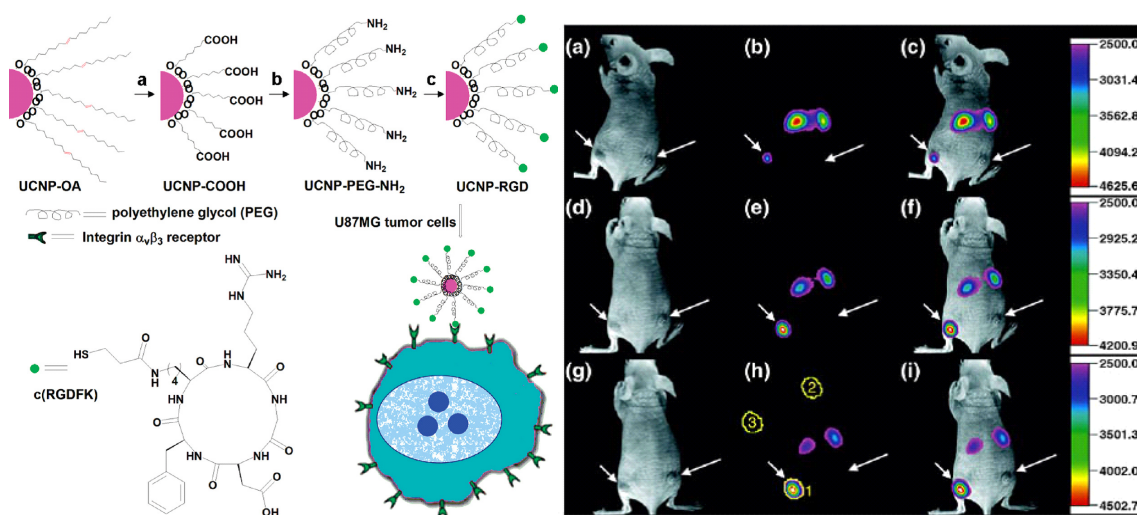 COOH
COOH
COOH
COOH
COOH
NH2
NH2
NH2
NH2
NH2
a
b
c
UCNP-OA
UCNP-COOH
UCNP-PEG-NH2
UCNP-RGD
polyethylene glycol (PEG)
Integrin αvβ3 receptor
U87MG tumor cells
NH
NH2
HN
HS
O
N
H
4
O
H
N
O
NH
O
NH
HN
O
NH
O
O
O
OH
c(RGDFK)
(a)
(b)
(c)
2500.0
3031.4
3562.8
4094.2
4625.6
(d)
(e)
(f)
2500.0
2925.2
3350.4
3775.7
4200.9
(g)
(h)
(i)
2
3
1
2500.0
3000.7
3501.3
4002.0
4502.7